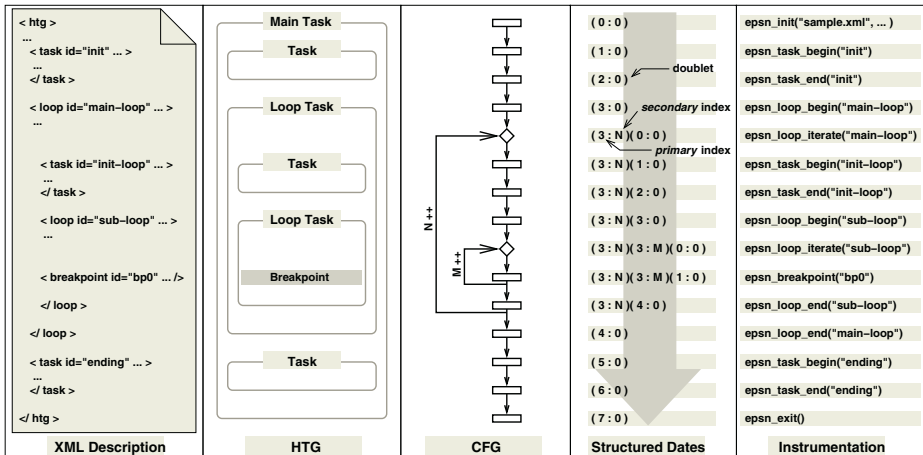 < htg >
...
< task id="init" ... >
...
</ task >
< loop id="main−loop" ... >
...
< task id="init−loop" ... >
...
</ task >
< loop id="sub−loop" ... >
...
< breakpoint id="bp0" ... />
</ loop >
</ loop >
< task id="ending" ... >
...
</ task >
</ htg >
XML Description
Main Task
Task
Loop Task
Task
Loop Task
Breakpoint
Task
HTG
N ++
M ++
CFG
( 0 : 0 )
( 1 : 0 )
doublet
( 2 : 0 )
( 3 : 0 )
secondary index
( 3 : N )( 0 : 0 )
primary index
( 3 : N )( 1 : 0 )
( 3 : N )( 2 : 0 )
( 3 : N )( 3 : 0 )
( 3 : N )( 3 : M )( 0 : 0 )
( 3 : N )( 3 : M )( 1 : 0 )
( 3 : N )( 4 : 0 )
( 4 : 0 )
( 5 : 0 )
( 6 : 0 )
( 7 : 0 )
Structured Dates
epsn_init("sample.xml", ... )
epsn_task_begin("init")
epsn_task_end("init")
epsn_loop_begin("main−loop")
epsn_loop_iterate("main−loop")
epsn_task_begin("init−loop")
epsn_task_end("init−loop")
epsn_loop_begin("sub−loop")
epsn_loop_iterate("sub−loop")
epsn_breakpoint("bp0")
epsn_loop_end("sub−loop")
epsn_loop_end("main−loop")
epsn_task_begin("ending")
epsn_task_end("ending")
epsn_exit()
Instrumentation